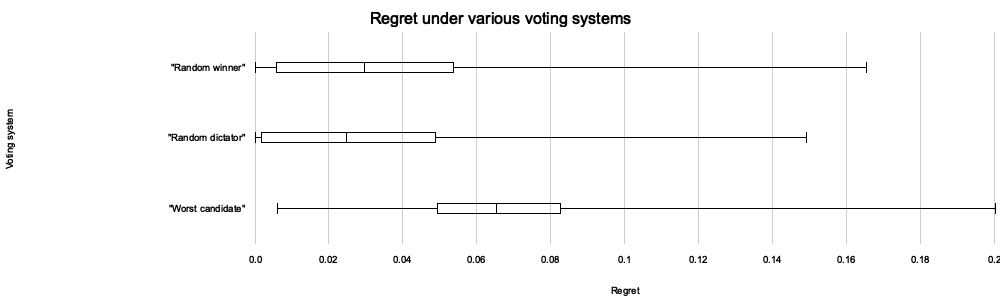 Regret under various voting systems
Voting system
"Random winner"
"Random dictator"
"Worst candidate"
0.0 0.02 0.04 0.06 0.08 0.1 0.12 0.14 0.16 0.18 0.2
Regret